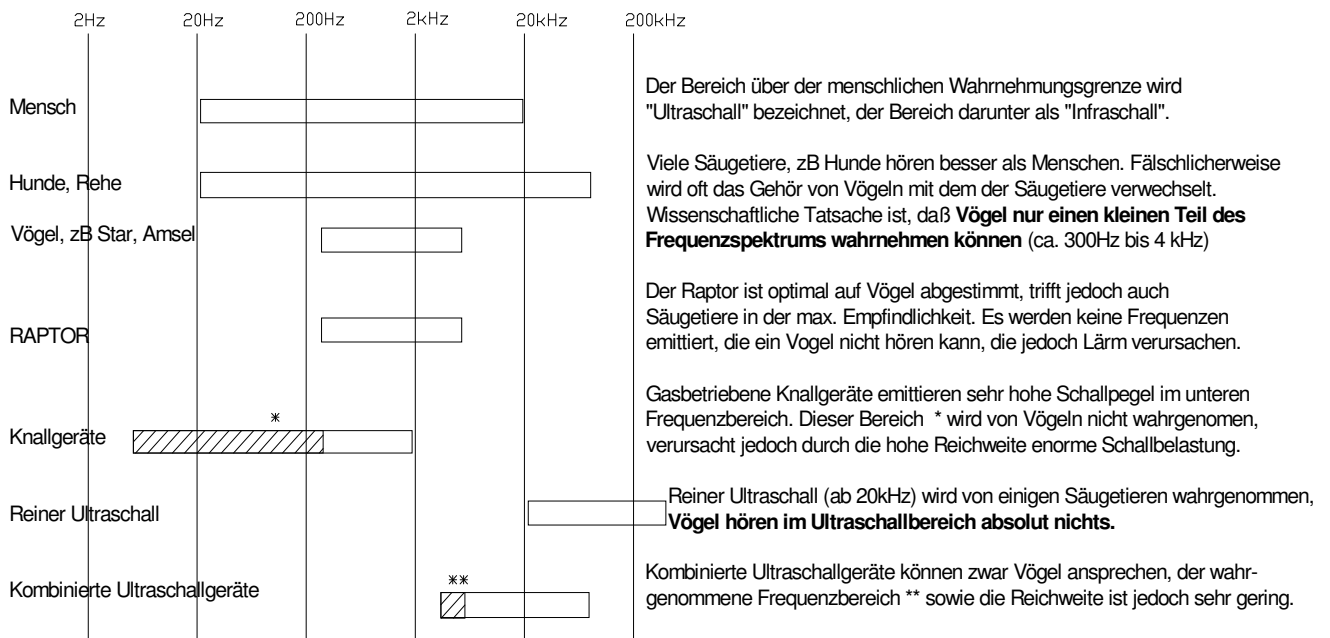 2Hz 20Hz 200Hz 2kHz 20kHz 200kHz
Mensch
Der Bereich über der menschlichen Wahrnehmungsgrenze wird
"Ultraschall" bezeichnet, der Bereich darunter als "Infraschall".
Hunde, Rehe
Viele Säugetiere, zB Hunde hören besser als Menschen. Fälschlicherweise
wird oft das Gehör von Vögeln mit dem der Säugetiere verwechselt.
Wissenschaftliche Tatsache ist, daß Vögel nur einen kleinen Teil des
Frequenzspektrums wahrnehmen können (ca. 300Hz bis 4 kHz)
Vögel, zB Star, Amsel
RAPTOR
Der Raptor ist optimal auf Vögel abgestimmt, trifft jedoch auch
Säugetiere in der max. Empfindlichkeit. Es werden keine Frequenzen
emittiert, die ein Vogel nicht hören kann, die jedoch Lärm verursachen.
*
Knallgeräte
Gasbetriebene Knallgeräte emittieren sehr hohe Schallpegel im unteren
Frequenzbereich. Dieser Bereich * wird von Vögeln nicht wahrgenomen,
verursacht jedoch durch die hohe Reichweite enorme Schallbelastung.
Reiner Ultraschall
Reiner Ultraschall (ab 20kHz) wird von einigen Säugetieren wahrgenommen,
Vögel hören im Ultraschallbereich absolut nichts.
**
Kombinierte Ultraschallgeräte
Kombinierte Ultraschallgeräte können zwar Vögel ansprechen, der wahr-
genommene Frequenzbereich ** sowie die Reichweite ist jedoch sehr gering.